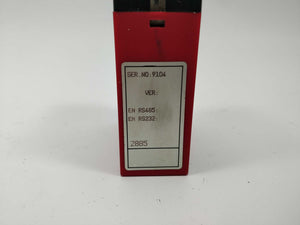 SER.NO.9104
VER:
EN RS485:
EN RS232:
2885